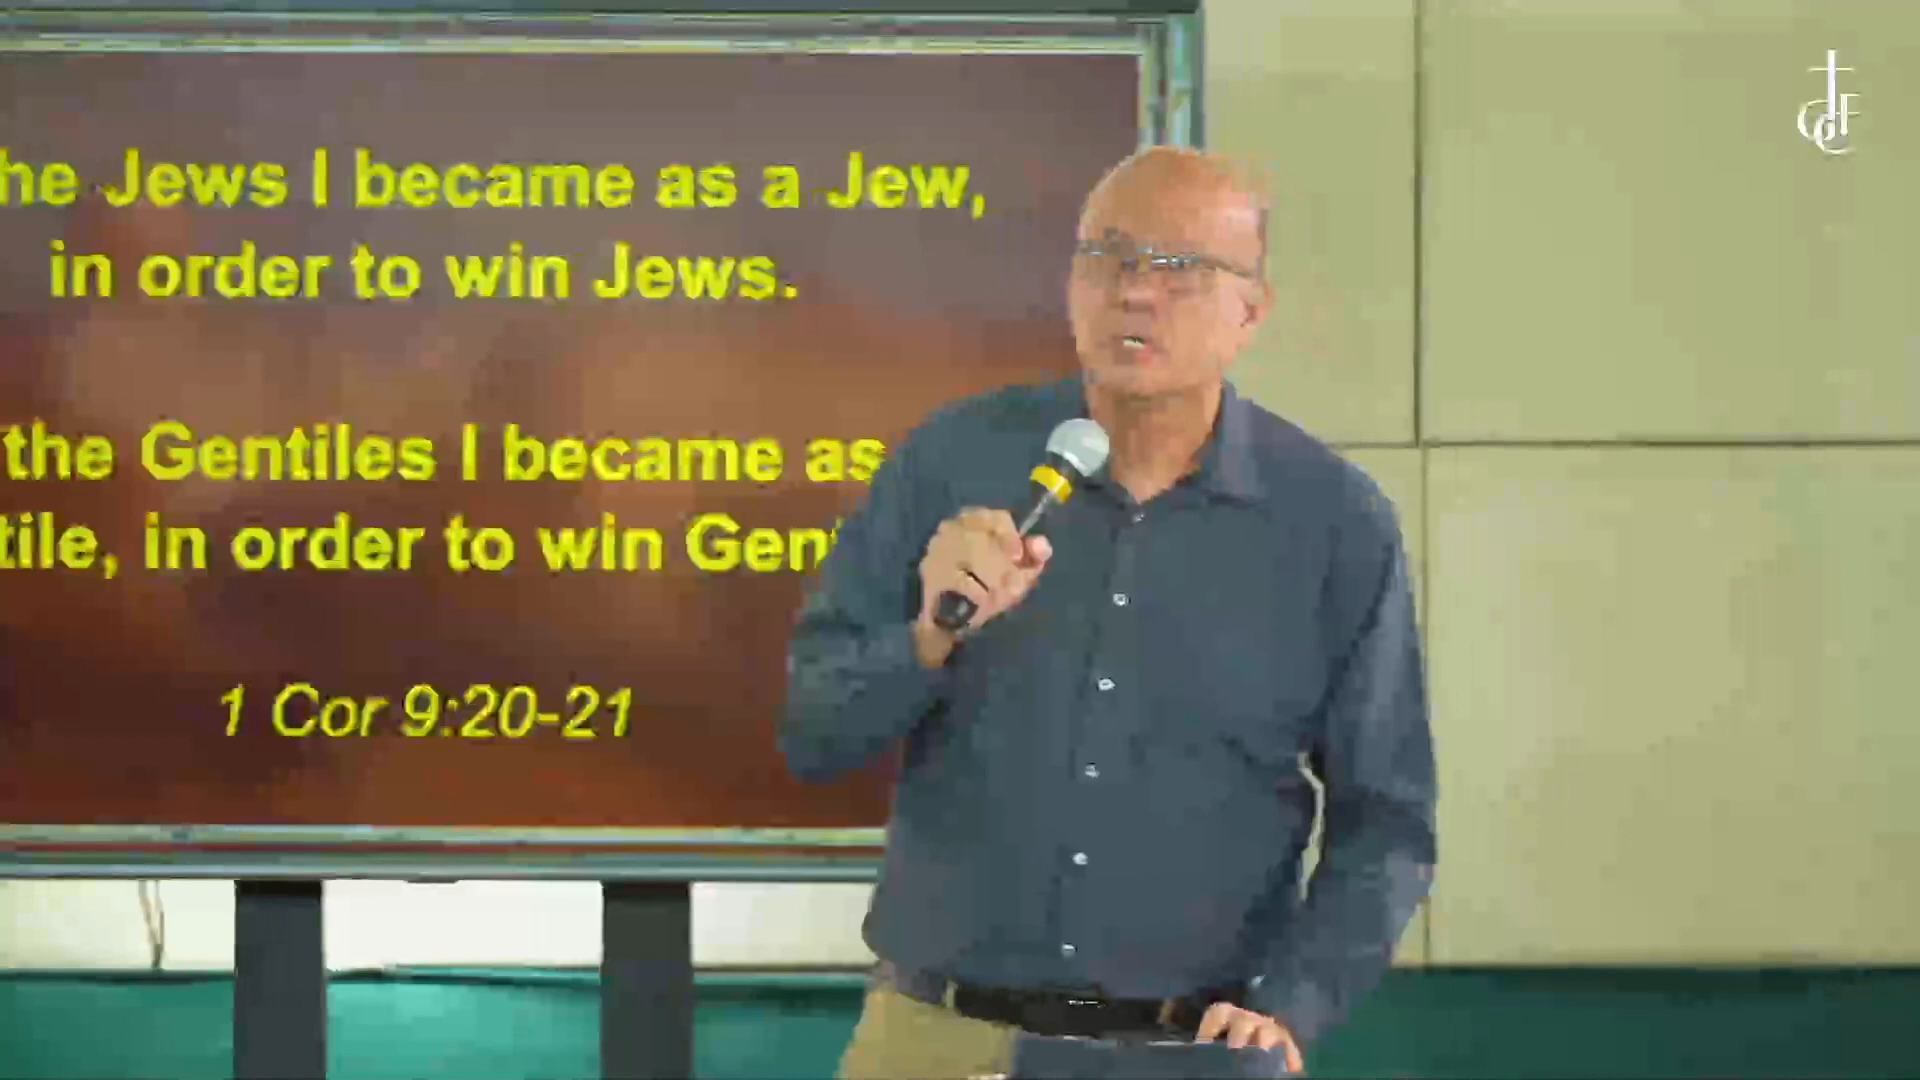 he Jews I became as a Jew,
in order to win Jews.
the Gentiles I became as
tile, in order to win Gent
1 Cor 9:20-21